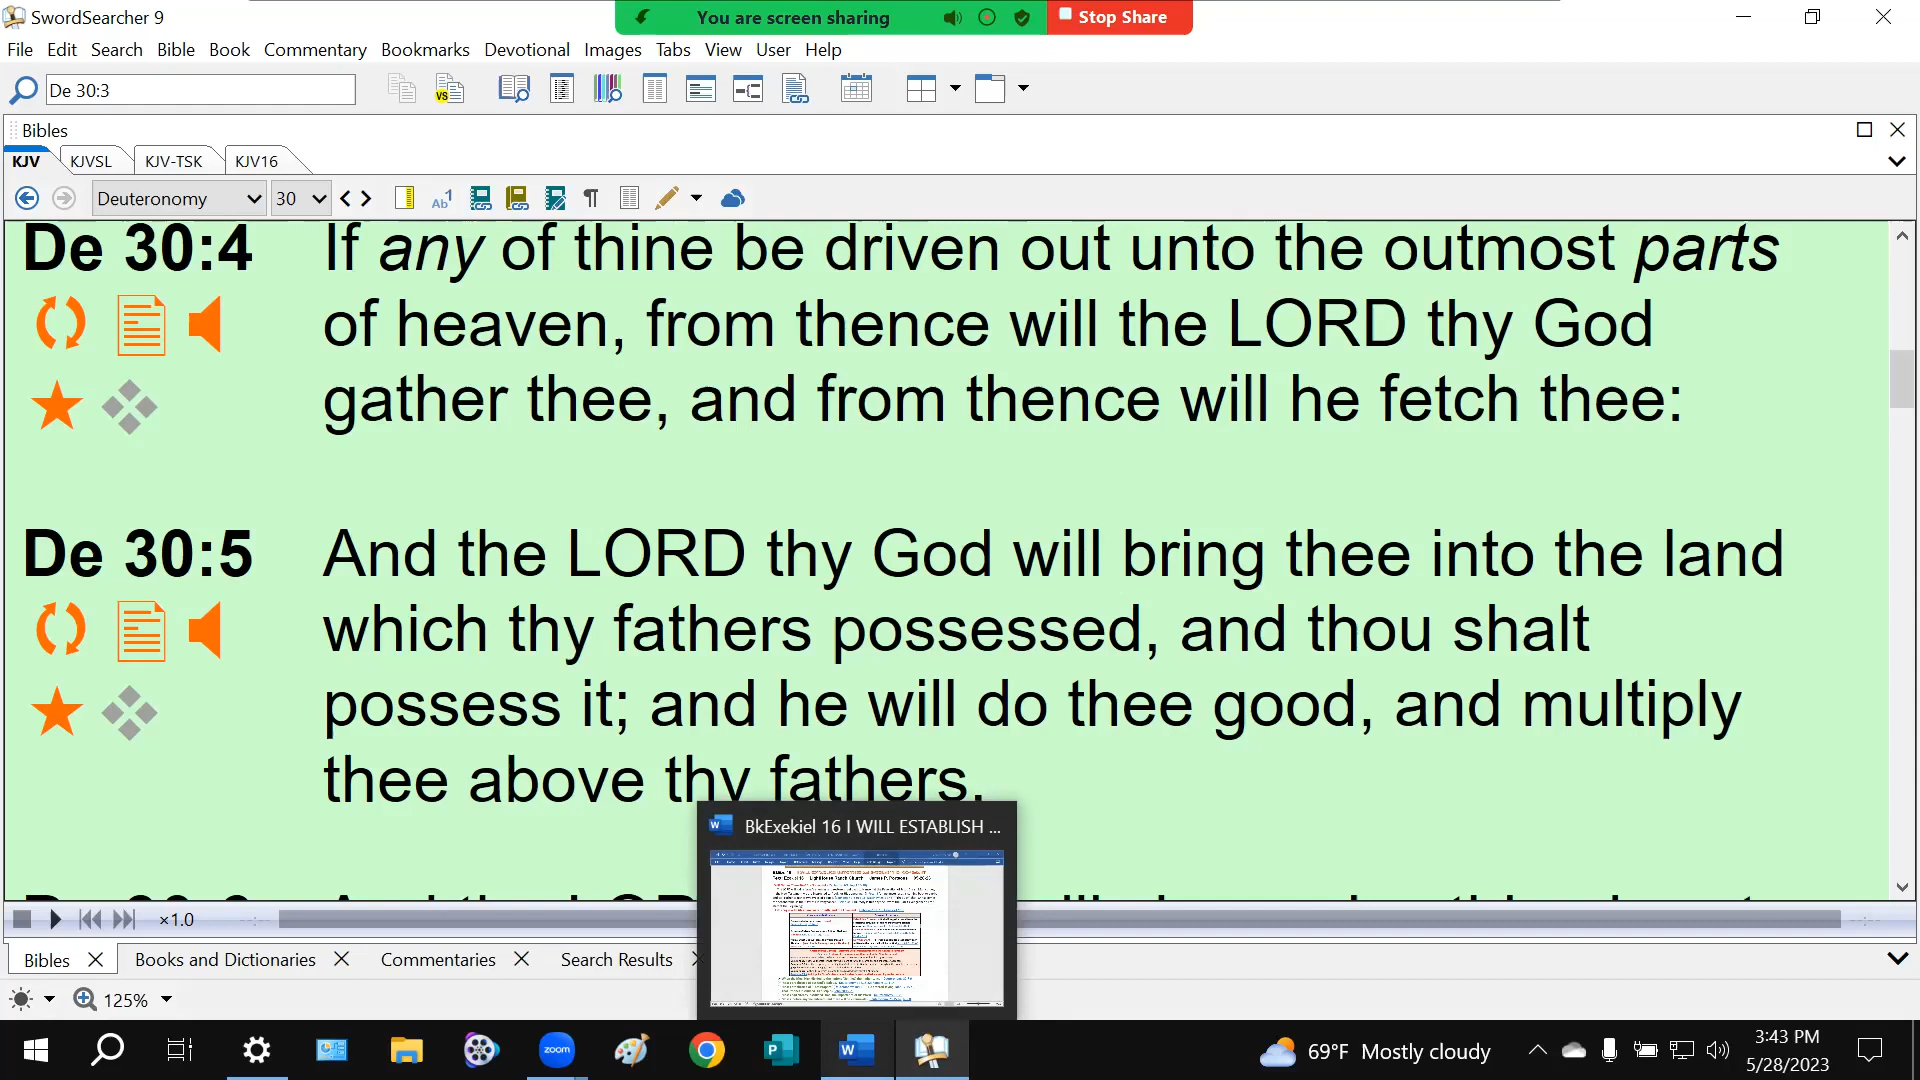 SwordSearcher 9
You are screen sharing
Stop Share
File Edit Search Bible Book Commentary Bookmarks Devotional Images Tabs View User Help
De 30:3
VS
Bibles
KJV KJVSL KJV-TSK KJV16
Deuteronomy 30
Ab1
De 30:4 If any of thine be driven out unto the outmost parts
of heaven, from thence will the LORD thy God
gather thee, and from thence will he fetch thee:
De 30:5 And the LORD thy God will bring thee into the land
which thy fathers possessed, and thou shalt
possess it; and he will do thee good, and multiply
thee above thy fathers.
BkExekiel 16 I WILL ESTABLISH ...
×1.0
Bibles Books and Dictionaries Commentaries Search Results
125%
zoom
69°F Mostly cloudy
3:43 PM
5/28/2023